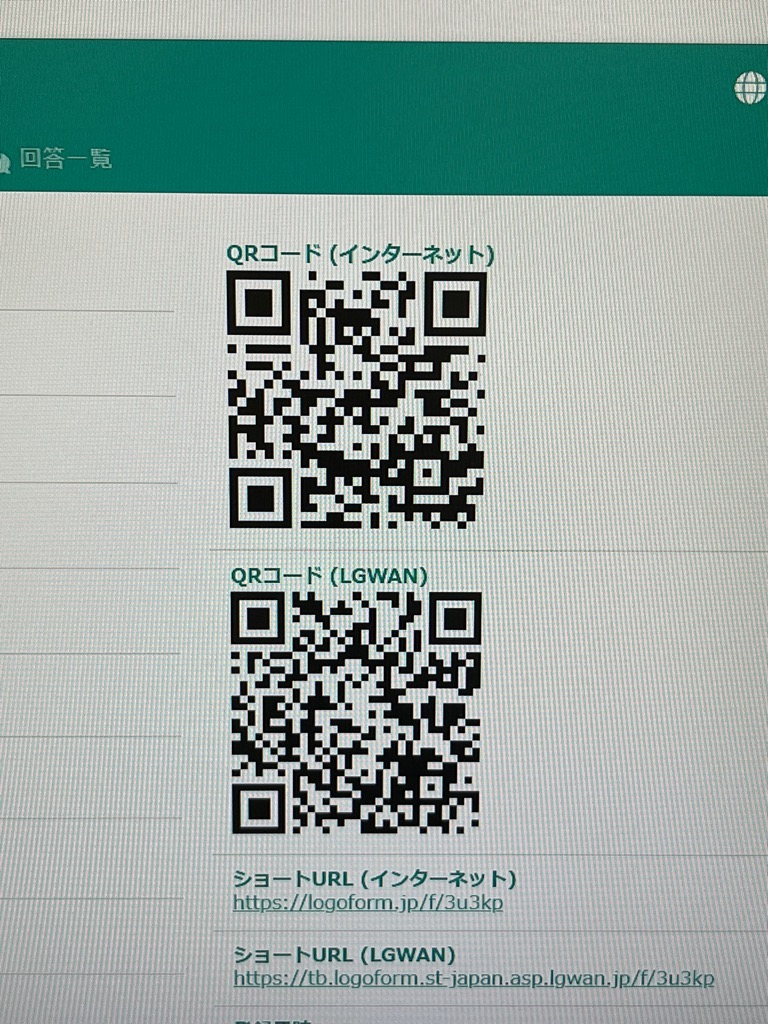 回答一覧
QRコード (インターネット)
QRコード (LGWAN)
ショートURL (インターネット)
https://logoform.jp/f/3u3kp
ショートURL (LGWAN)
https://tb.logoform.st-japan.asp.lgwan.jp/f/3u3kp